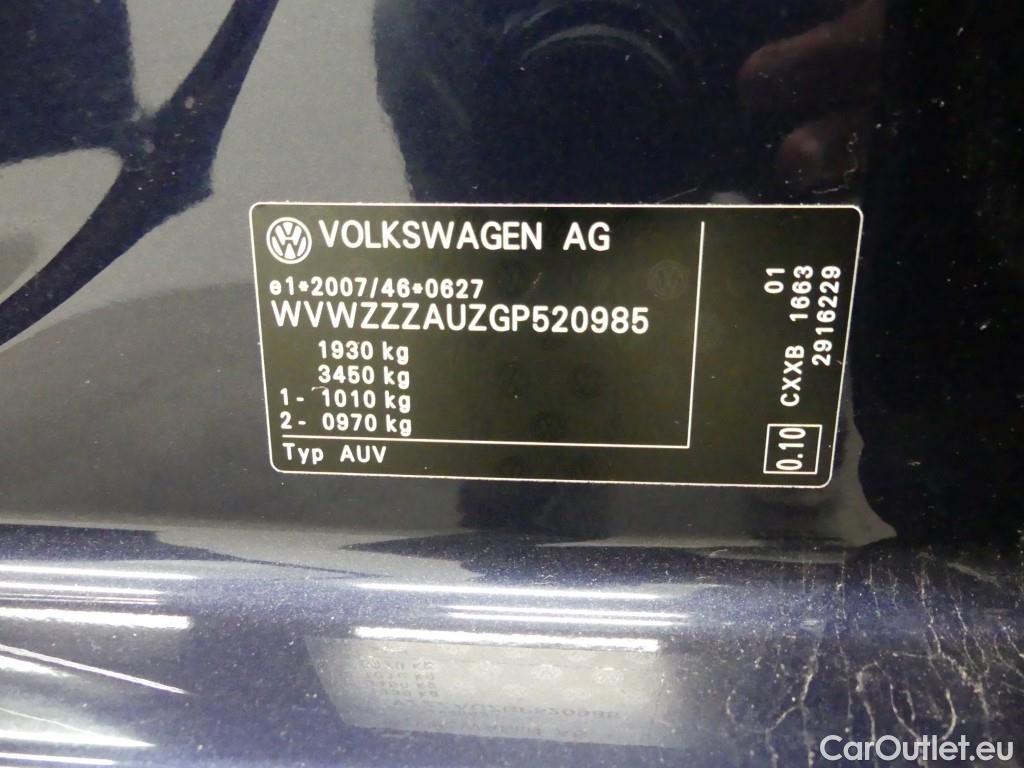 VOLKSWAGEN AG
e1*2007/46*0627
WVWZZZAUZGP520985
1930 kg
3450 kg
1- 1010 kg
2- 0970 kg
Typ AUV
01
CXXB 1663
2916229
0.10
CarOutlet.eu